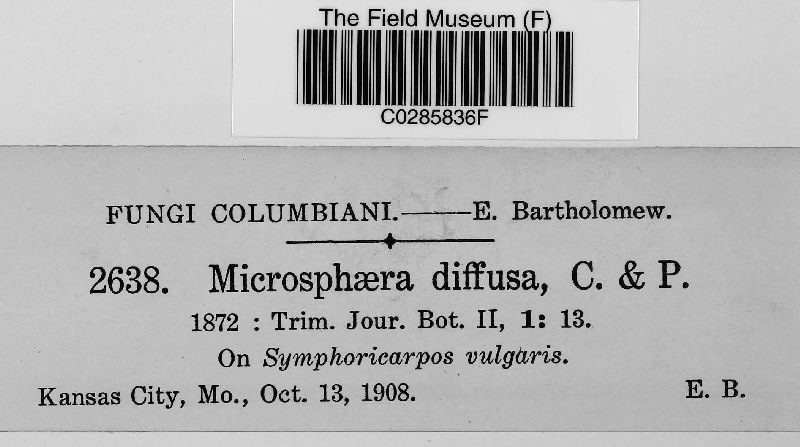 The Field Museum (F)
C0285836F
FUNGI COLUMBIANI.——E. Bartholomew.
2638. Microsphæra diffusa, C. & P.
1872 : Trim. Jour. Bot. II, 1: 13.
On Symphoricarpos vulgaris.
Kansas City, Mo., Oct. 13, 1908. E. B.